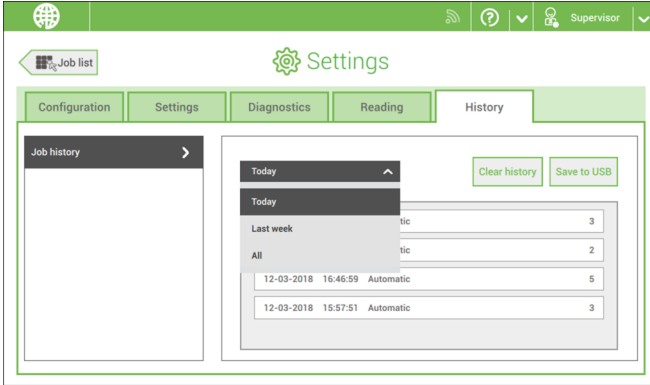 Supervisor
Job list
Settings
Configuration Settings Diagnostics Reading History
Job history
Today
Clear history Save to USB
Today
tic 3
Last week
tic 2
All
12-03-2018 16:46:59 Automatic 5
12-03-2018 15:57:51 Automatic 3